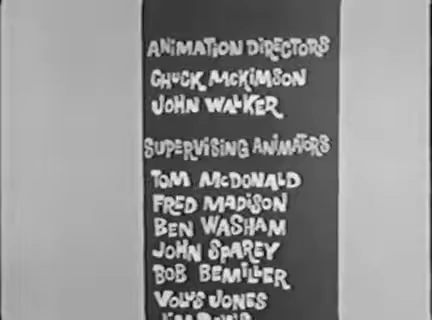 ANIMATION DIRECTORS
CHUCK McKIMSON
JOHN WALKER
SUPERVISING ANIMATORS
TOM McDONALD
FRED MADISON
BEN WASHAM
JOHN SPAREY
BOB BEMILLER
VOLUS JONES